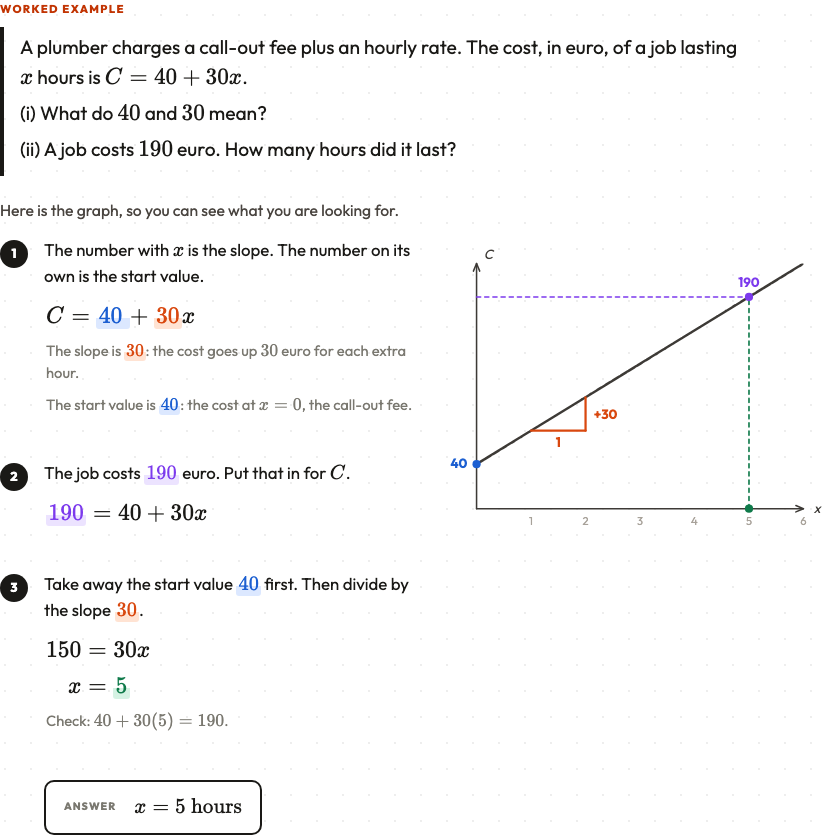 WORKED EXAMPLE
A plumber charges a call-out fee plus an hourly rate. The cost, in euro, of a job lasting
x hours is C = 40 + 30x.
(i) What do 40 and 30 mean?
(ii) A job costs 190 euro. How many hours did it last?
Here is the graph, so you can see what you are looking for.
1 The number with x is the slope. The number on its
own is the start value.
C = 40 + 30x
The slope is 30: the cost goes up 30 euro for each extra
hour.
The start value is 40: the cost at x = 0, the call-out fee.
2 The job costs 190 euro. Put that in for C.
190 = 40 + 30x
3 Take away the start value 40 first. Then divide by
the slope 30.
150 = 30x
x = 5
Check: 40 + 30(5) = 190.
ANSWER x = 5 hours
C
190
+30
1
40
x
1 2 3 4 5 6